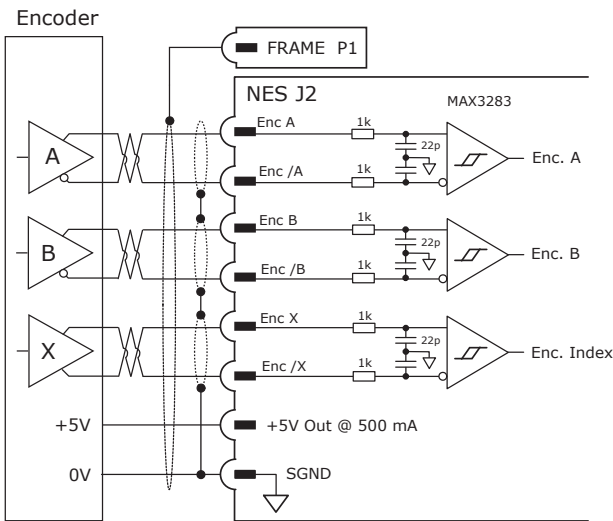 Encoder
FRAME P1
NES J2
MAX3283
Enc A
1k
A
22p
Enc. A
Enc /A
1k
Enc B
1k
B
22p
Enc. B
Enc /B
1k
Enc X
1k
X
22p
Enc. Index
Enc /X
1k
+5V
+5V Out @ 500 mA
0V
SGND